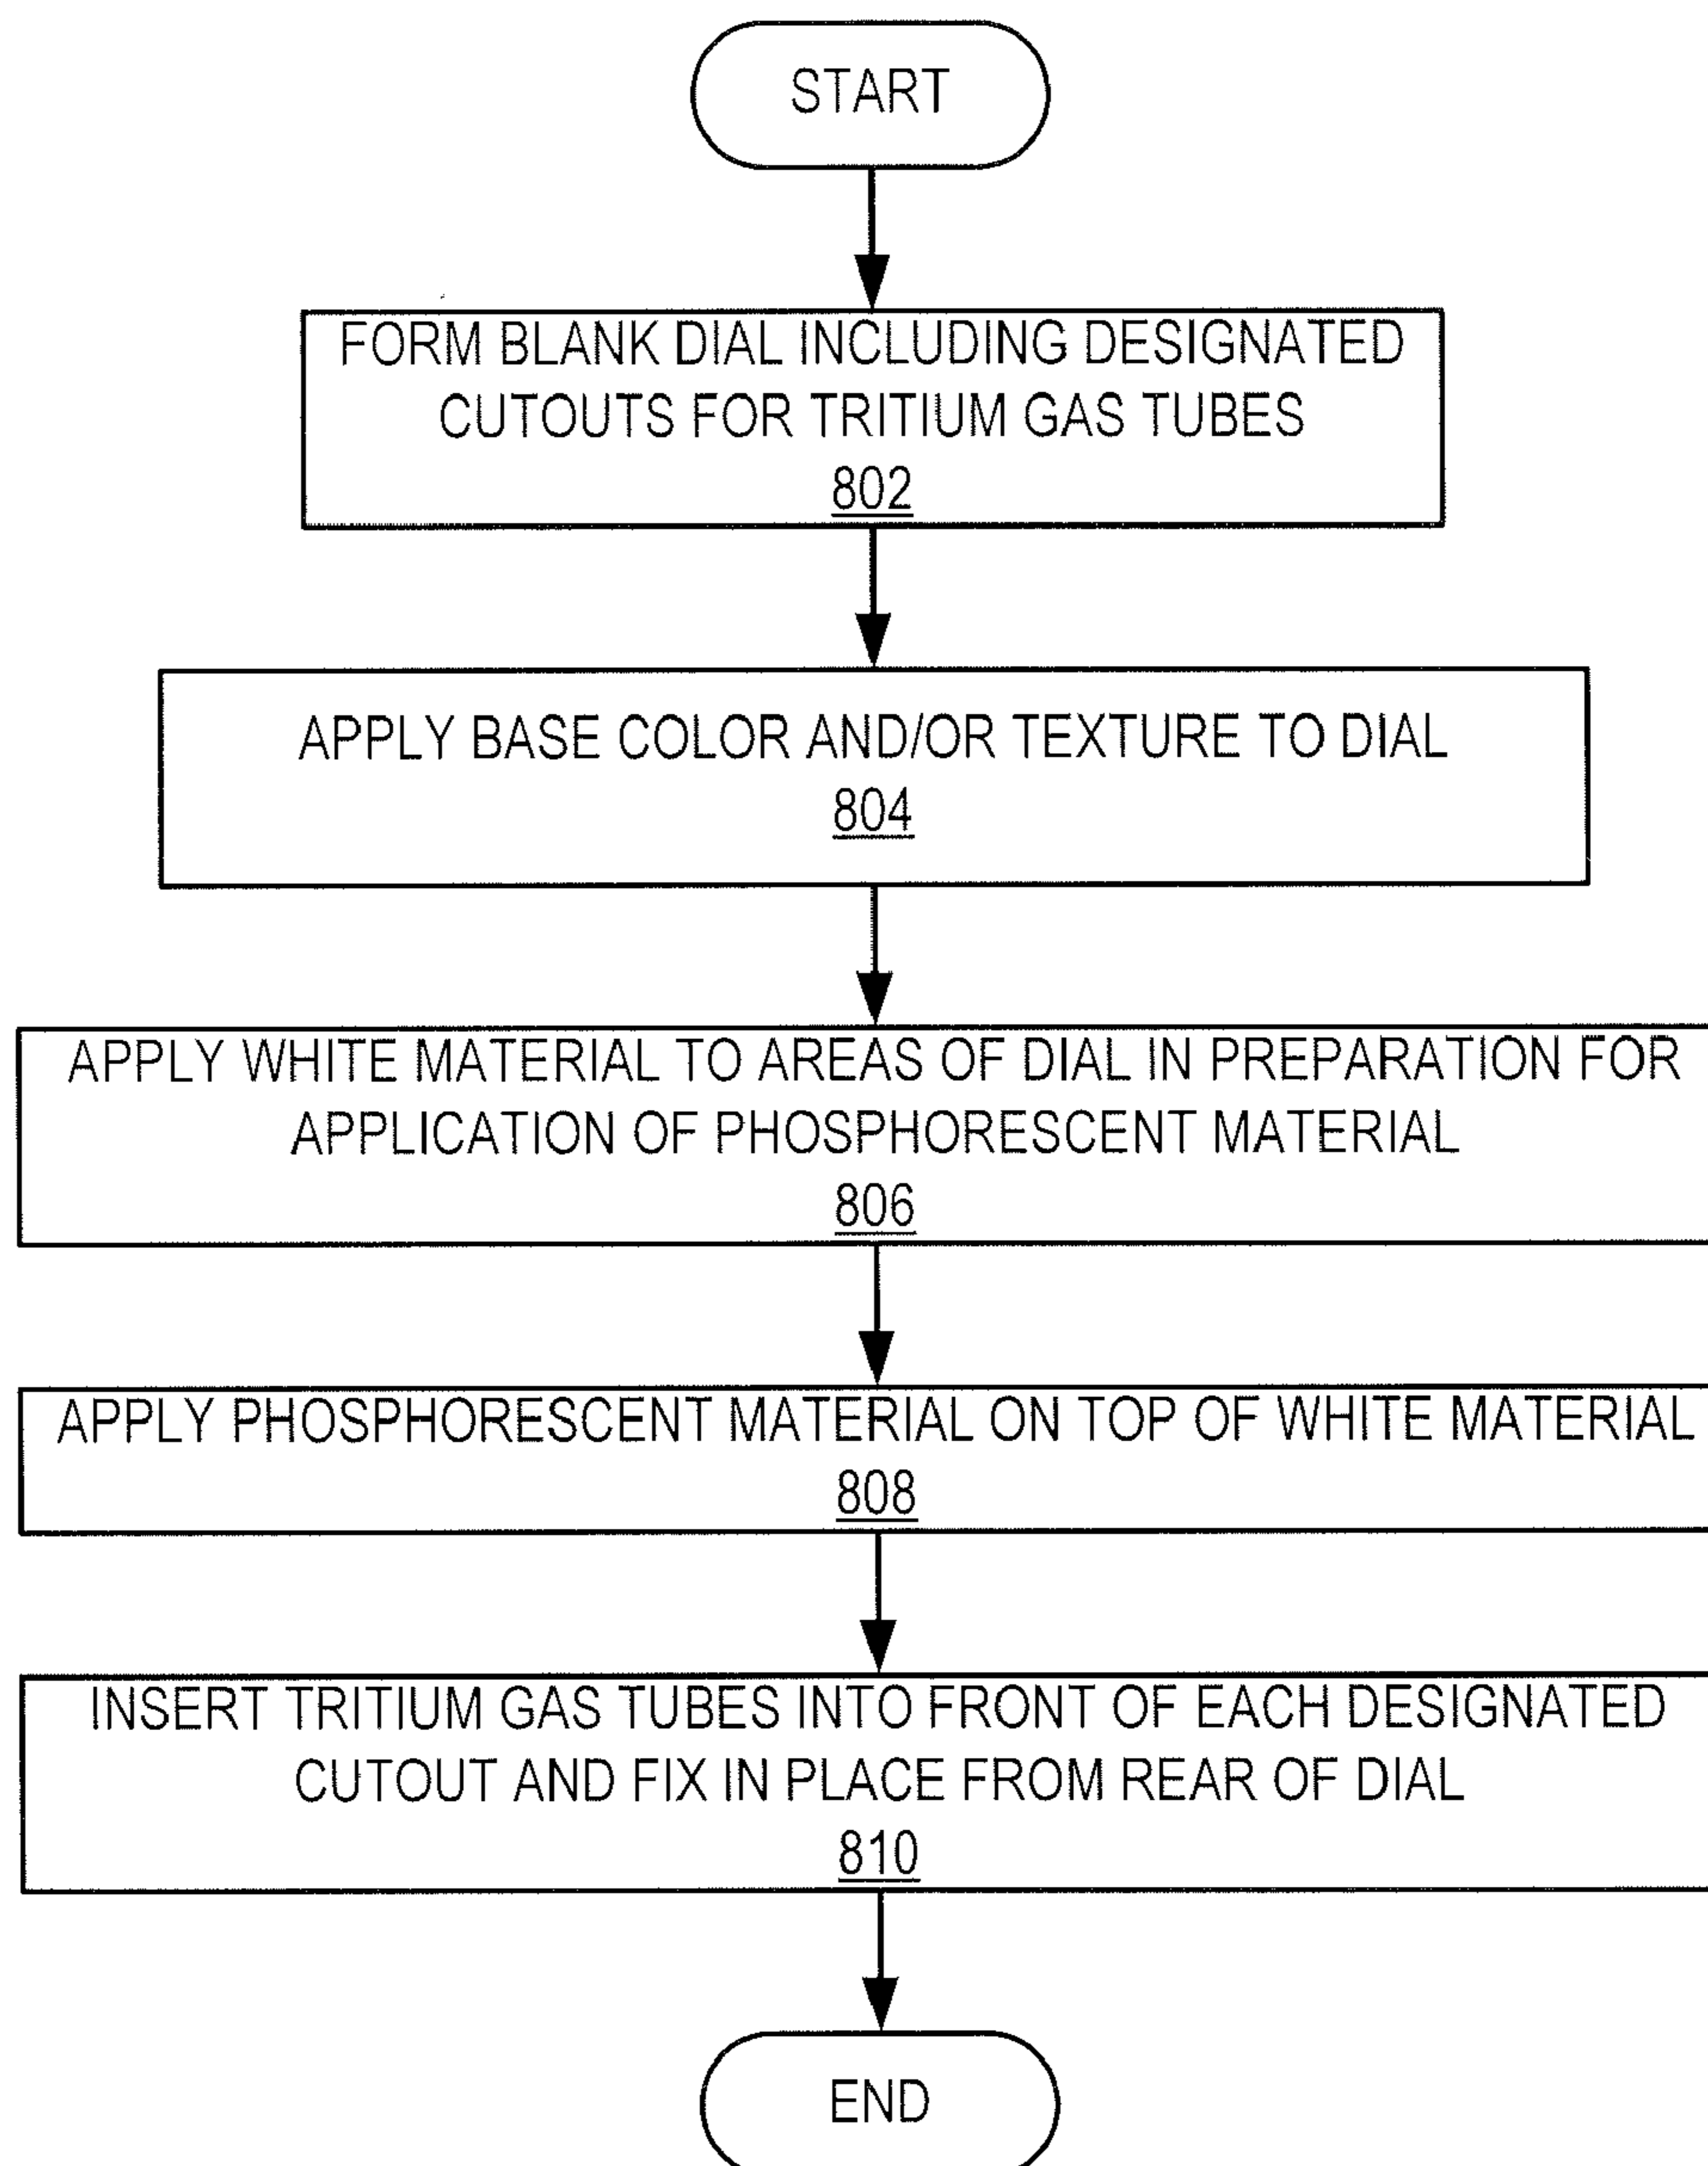 START
FORM BLANK DIAL INCLUDING DESIGNATED
CUTOUTS FOR TRITIUM GAS TUBES
802
APPLY BASE COLOR AND/OR TEXTURE TO DIAL
804
APPLY WHITE MATERIAL TO AREAS OF DIAL IN PREPARATION FOR
APPLICATION OF PHOSPHORESCENT MATERIAL
806
APPLY PHOSPHORESCENT MATERIAL ON TOP OF WHITE MATERIAL
808
INSERT TRITIUM GAS TUBES INTO FRONT OF EACH DESIGNATED
CUTOUT AND FIX IN PLACE FROM REAR OF DIAL
810
END